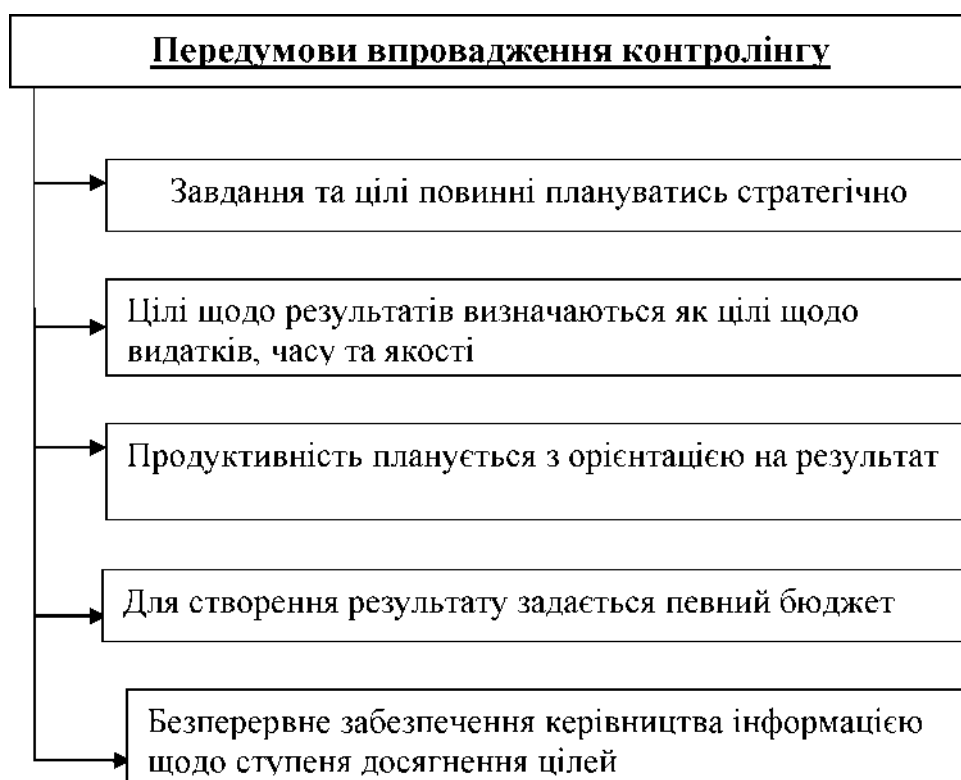 Передумови впровадження контролінгу
Завдання та цілі повинні плануватись стратегічно
Цілі щодо результатів визначаються як цілі щодо
видатків, часу та якості
Продуктивність планується з орієнтацією на результат
Для створення результату задається певний бюджет
Безперервне забезпечення керівництва інформацією
щодо ступеня досягнення цілей